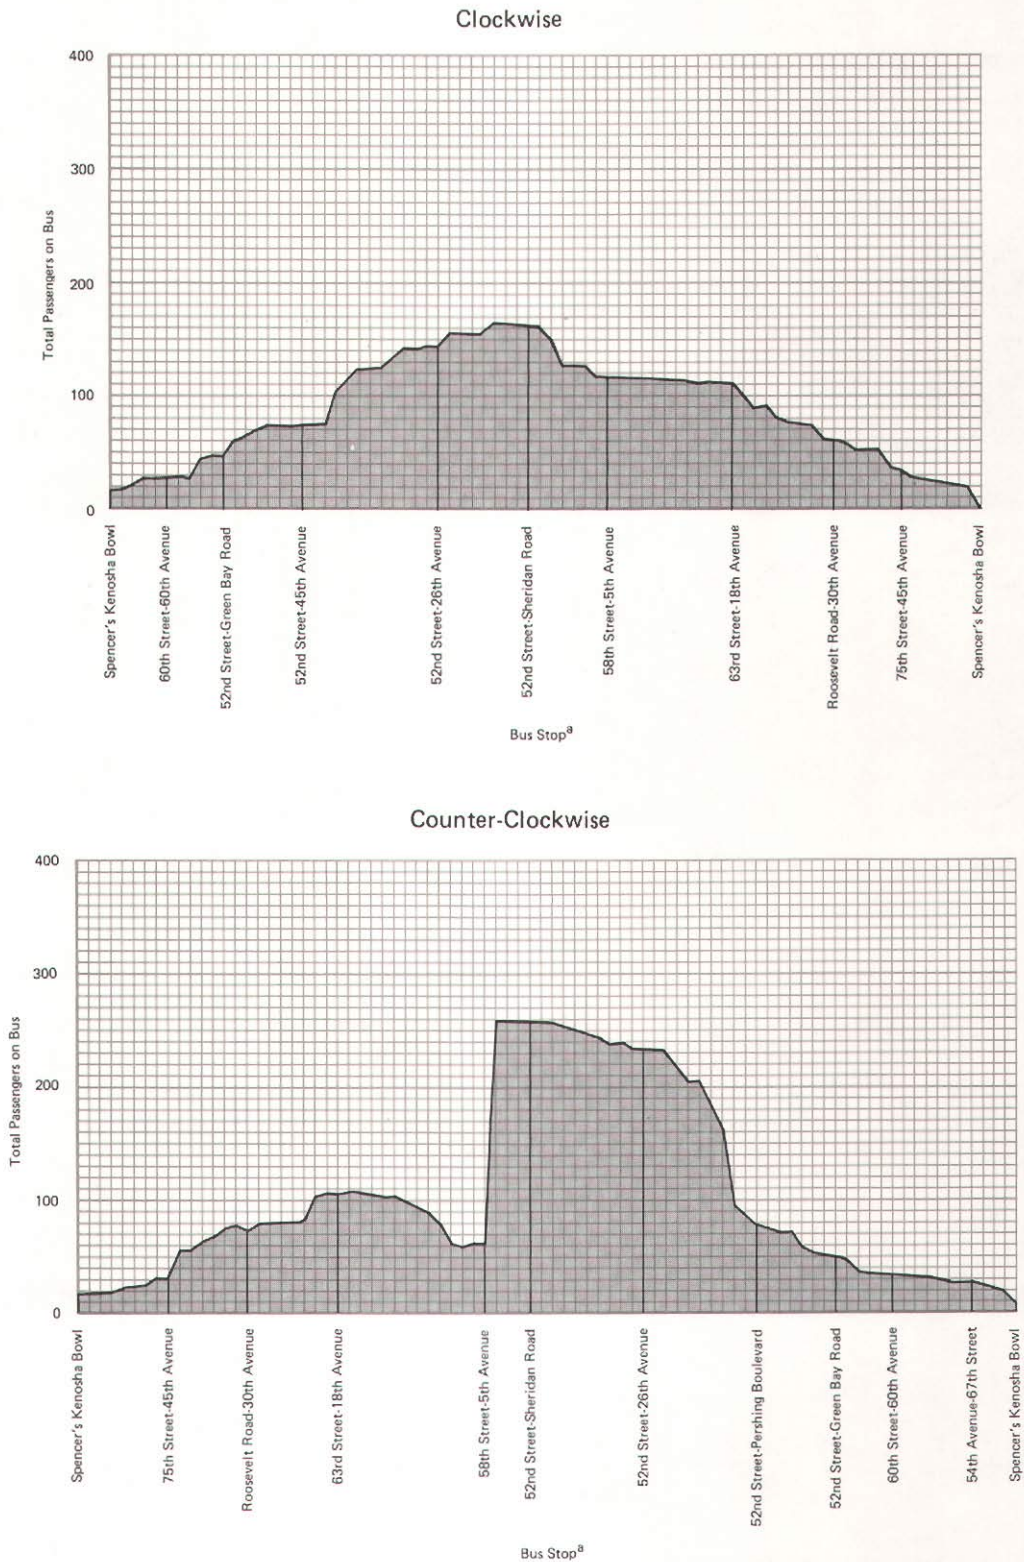 Clockwise
400
300
200
100
0
Total Passengers on Bus
Spencer's Kenosha Bowl
60th Street-60th Avenue
52nd Street-Green Bay Road
52nd Street-45th Avenue
52nd Street-26th Avenue
52nd Street-Sheridan Road
58th Street-5th Avenue
63rd Street-18th Avenue
Roosevelt Road-30th Avenue
75th Street-45th Avenue
Spencer's Kenosha Bowl
Bus Stopa
Counter-Clockwise
400
300
200
100
0
Total Passengers on Bus
Spencer's Kenosha Bowl
75th Street-45th Avenue
Roosevelt Road-30th Avenue
63rd Street-18th Avenue
58th Street-5th Avenue
52nd Street-Sheridan Road
52nd Street-26th Avenue
52nd Street-Pershing Boulevard
52nd Street-Green Bay Road
60th Street-60th Avenue
54th Avenue-67th Street
Spencer's Kenosha Bowl
Bus Stopa